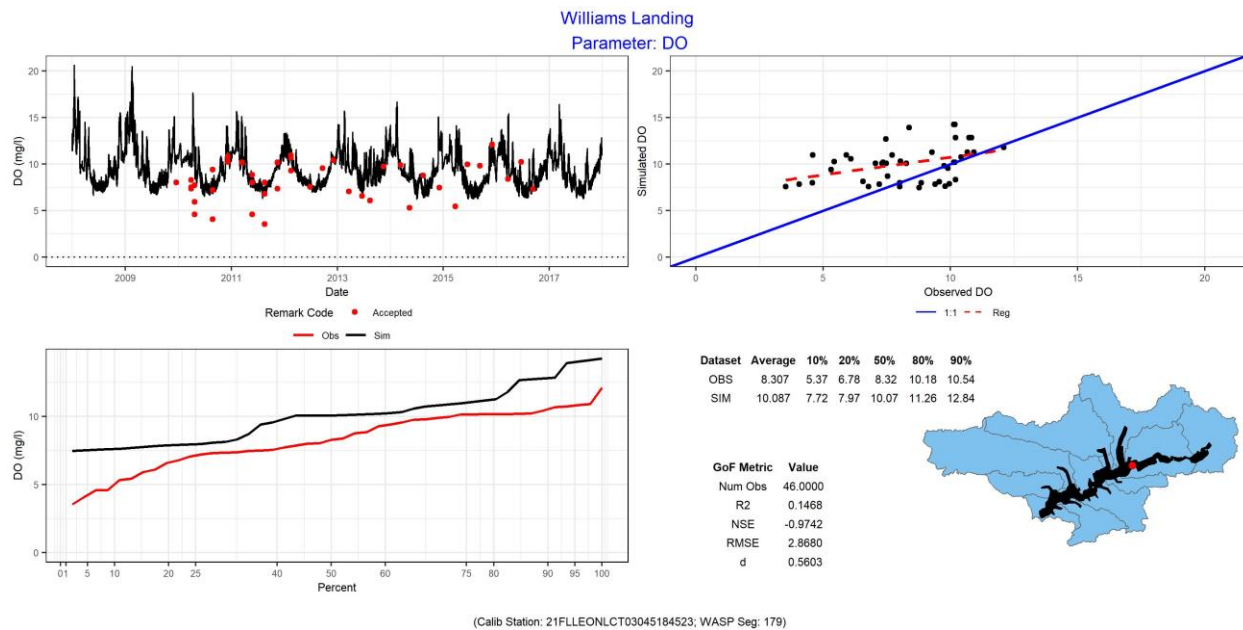 Williams Landing
Parameter: DO
DO (mg/l)
20
15
10
5
0
2009 2011 2013 2015 2017
Date
Remark Code Accepted
Simulated DO
20
15
10
5
0
0 5 10 15 20
Observed DO
1:1 Reg
Obs Sim
DO (mg/l)
10
5
0
0 1 5 10 20 25 40 50 60 75 80 90 95 100
Percent
Dataset Average 10% 20% 50% 80% 90%
OBS 8.307 5.37 6.78 8.32 10.18 10.54
SIM 10.087 7.72 7.97 10.07 11.26 12.84
GoF Metric Value
Num Obs 46.0000
R2 0.1468
NSE -0.9742
RMSE 2.8680
d 0.5603
(Calib Station: 21FLLEONLCT03045184523; WASP Seg: 179)